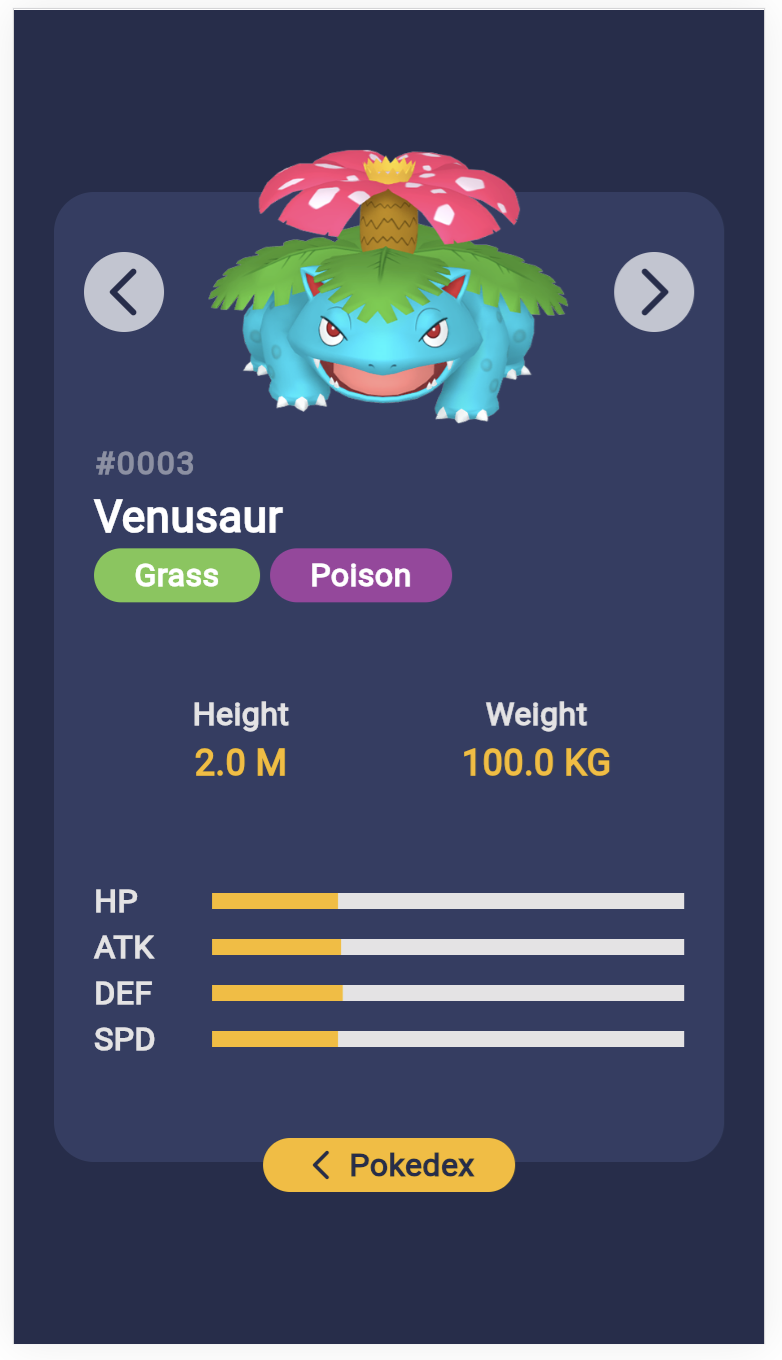 #0003
Venusaur
Grass Poison
Height Weight
2.0 M 100.0 KG
HP
ATK
DEF
SPD
Pokedex